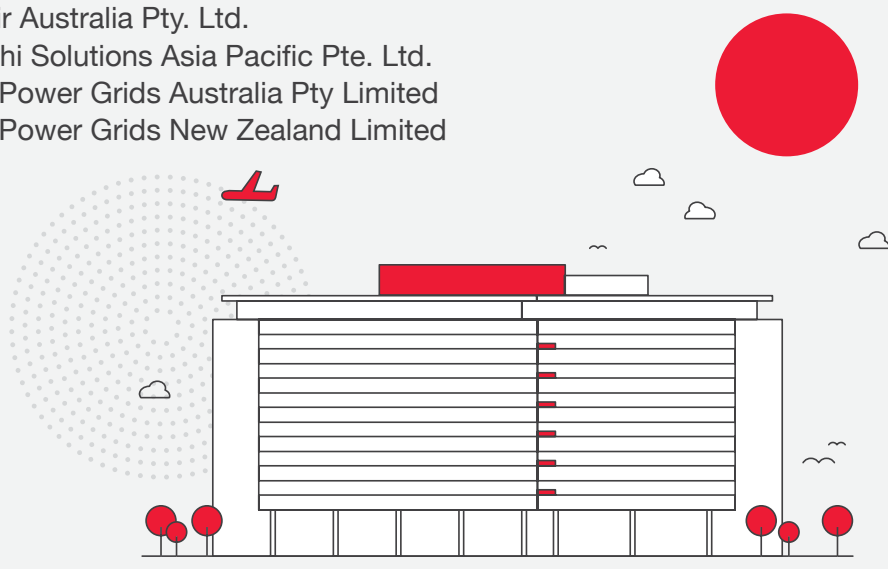 r Australia Pty. Ltd.
hi Solutions Asia Pacific Pte. Ltd.
Power Grids Australia Pty Limited
Power Grids New Zealand Limited